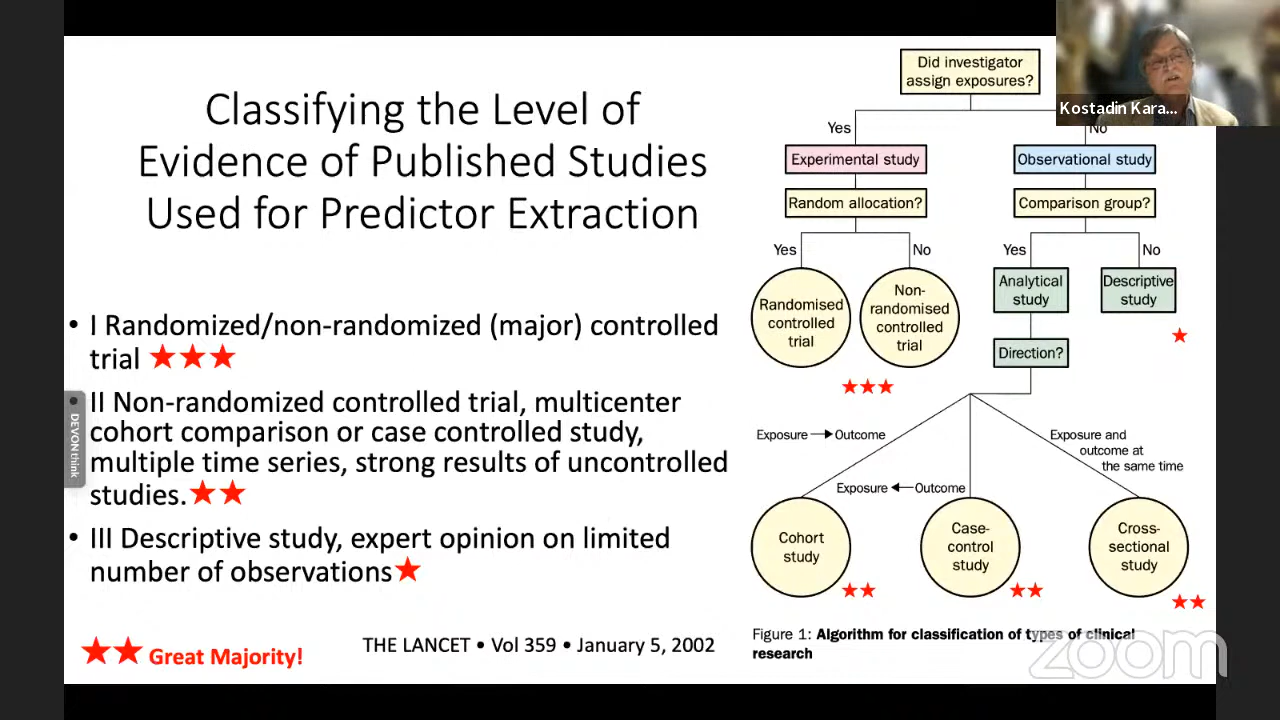 Classifying the Level of
Evidence of Published Studies
Used for Predictor Extraction
• I Randomized/non-randomized (major) controlled
trial ★★★
• II Non-randomized controlled trial, multicenter
cohort comparison or case controlled study,
multiple time series, strong results of uncontrolled
studies.★★
• III Descriptive study, expert opinion on limited
number of observations★
★★ Great Majority!
THE LANCET • Vol 359 • January 5, 2002
DEVONthink
Did investigator
assign exposures?
Yes
No
Experimental study
Observational study
Random allocation?
Comparison group?
Yes
No
Yes
No
Randomised
controlled
trial
Non-
randomised
controlled
trial
★★★
Analytical
study
Descriptive
study
★
Direction?
Exposure → Outcome
Exposure ← Outcome
Exposure and
outcome at
the same time
Cohort
study
★★
Case-
control
study
★★
Cross-
sectional
study
★★
Figure 1: Algorithm for classification of types of clinical
research
Kostadin Kara...
zoom